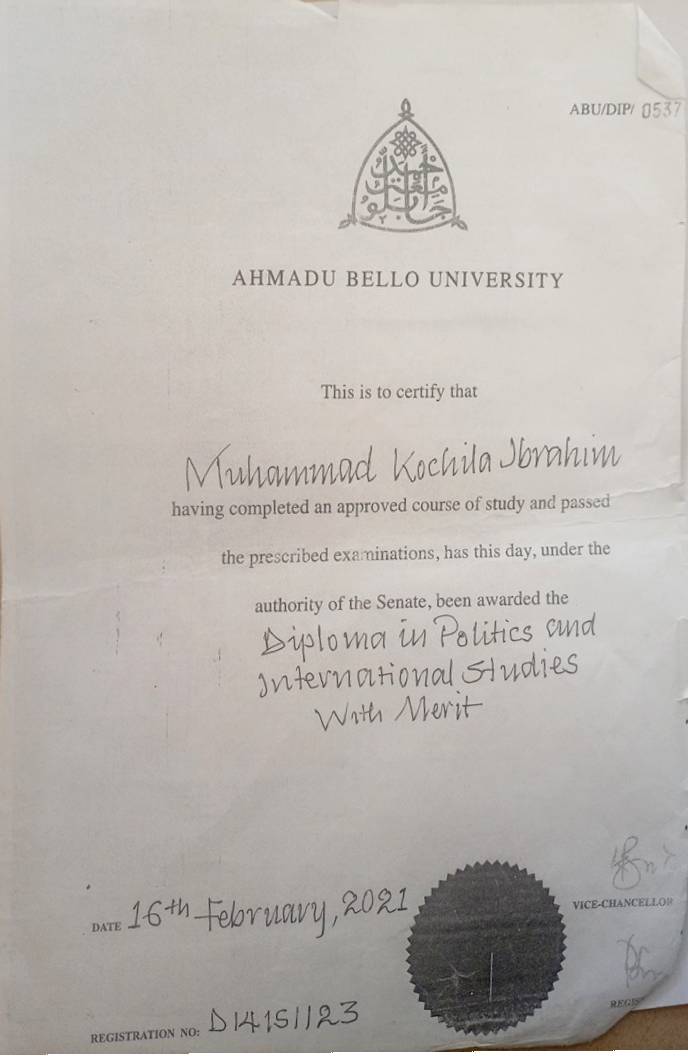 ABU/DIP/ 0537
AHMADU BELLO UNIVERSITY
This is to certify that
Muhammad Kochila Ibrahim
having completed an approved course of study and passed
the prescribed examinations, has this day, under the
authority of the Senate, been awarded the
Diploma in Politics and
International Studies
With Merit
DATE 16th February, 2021
VICE-CHANCELLOR
REGIS
REGISTRATION NO: D14151123